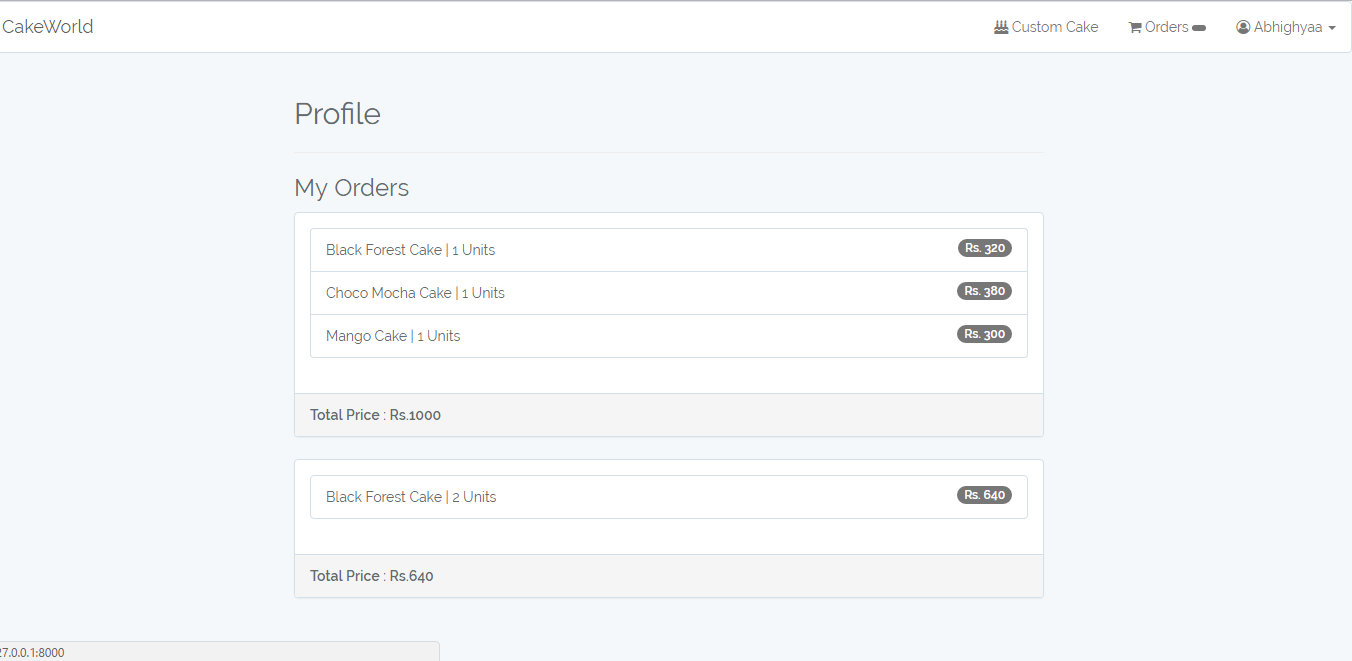 CakeWorld
Custom Cake
Orders
Abhighyaa
Profile
My Orders
Black Forest Cake | 1 Units Rs. 320
Choco Mocha Cake | 1 Units Rs. 380
Mango Cake | 1 Units Rs. 300
Total Price : Rs.1000
Black Forest Cake | 2 Units Rs. 640
Total Price : Rs.640
27.0.0.1:8000